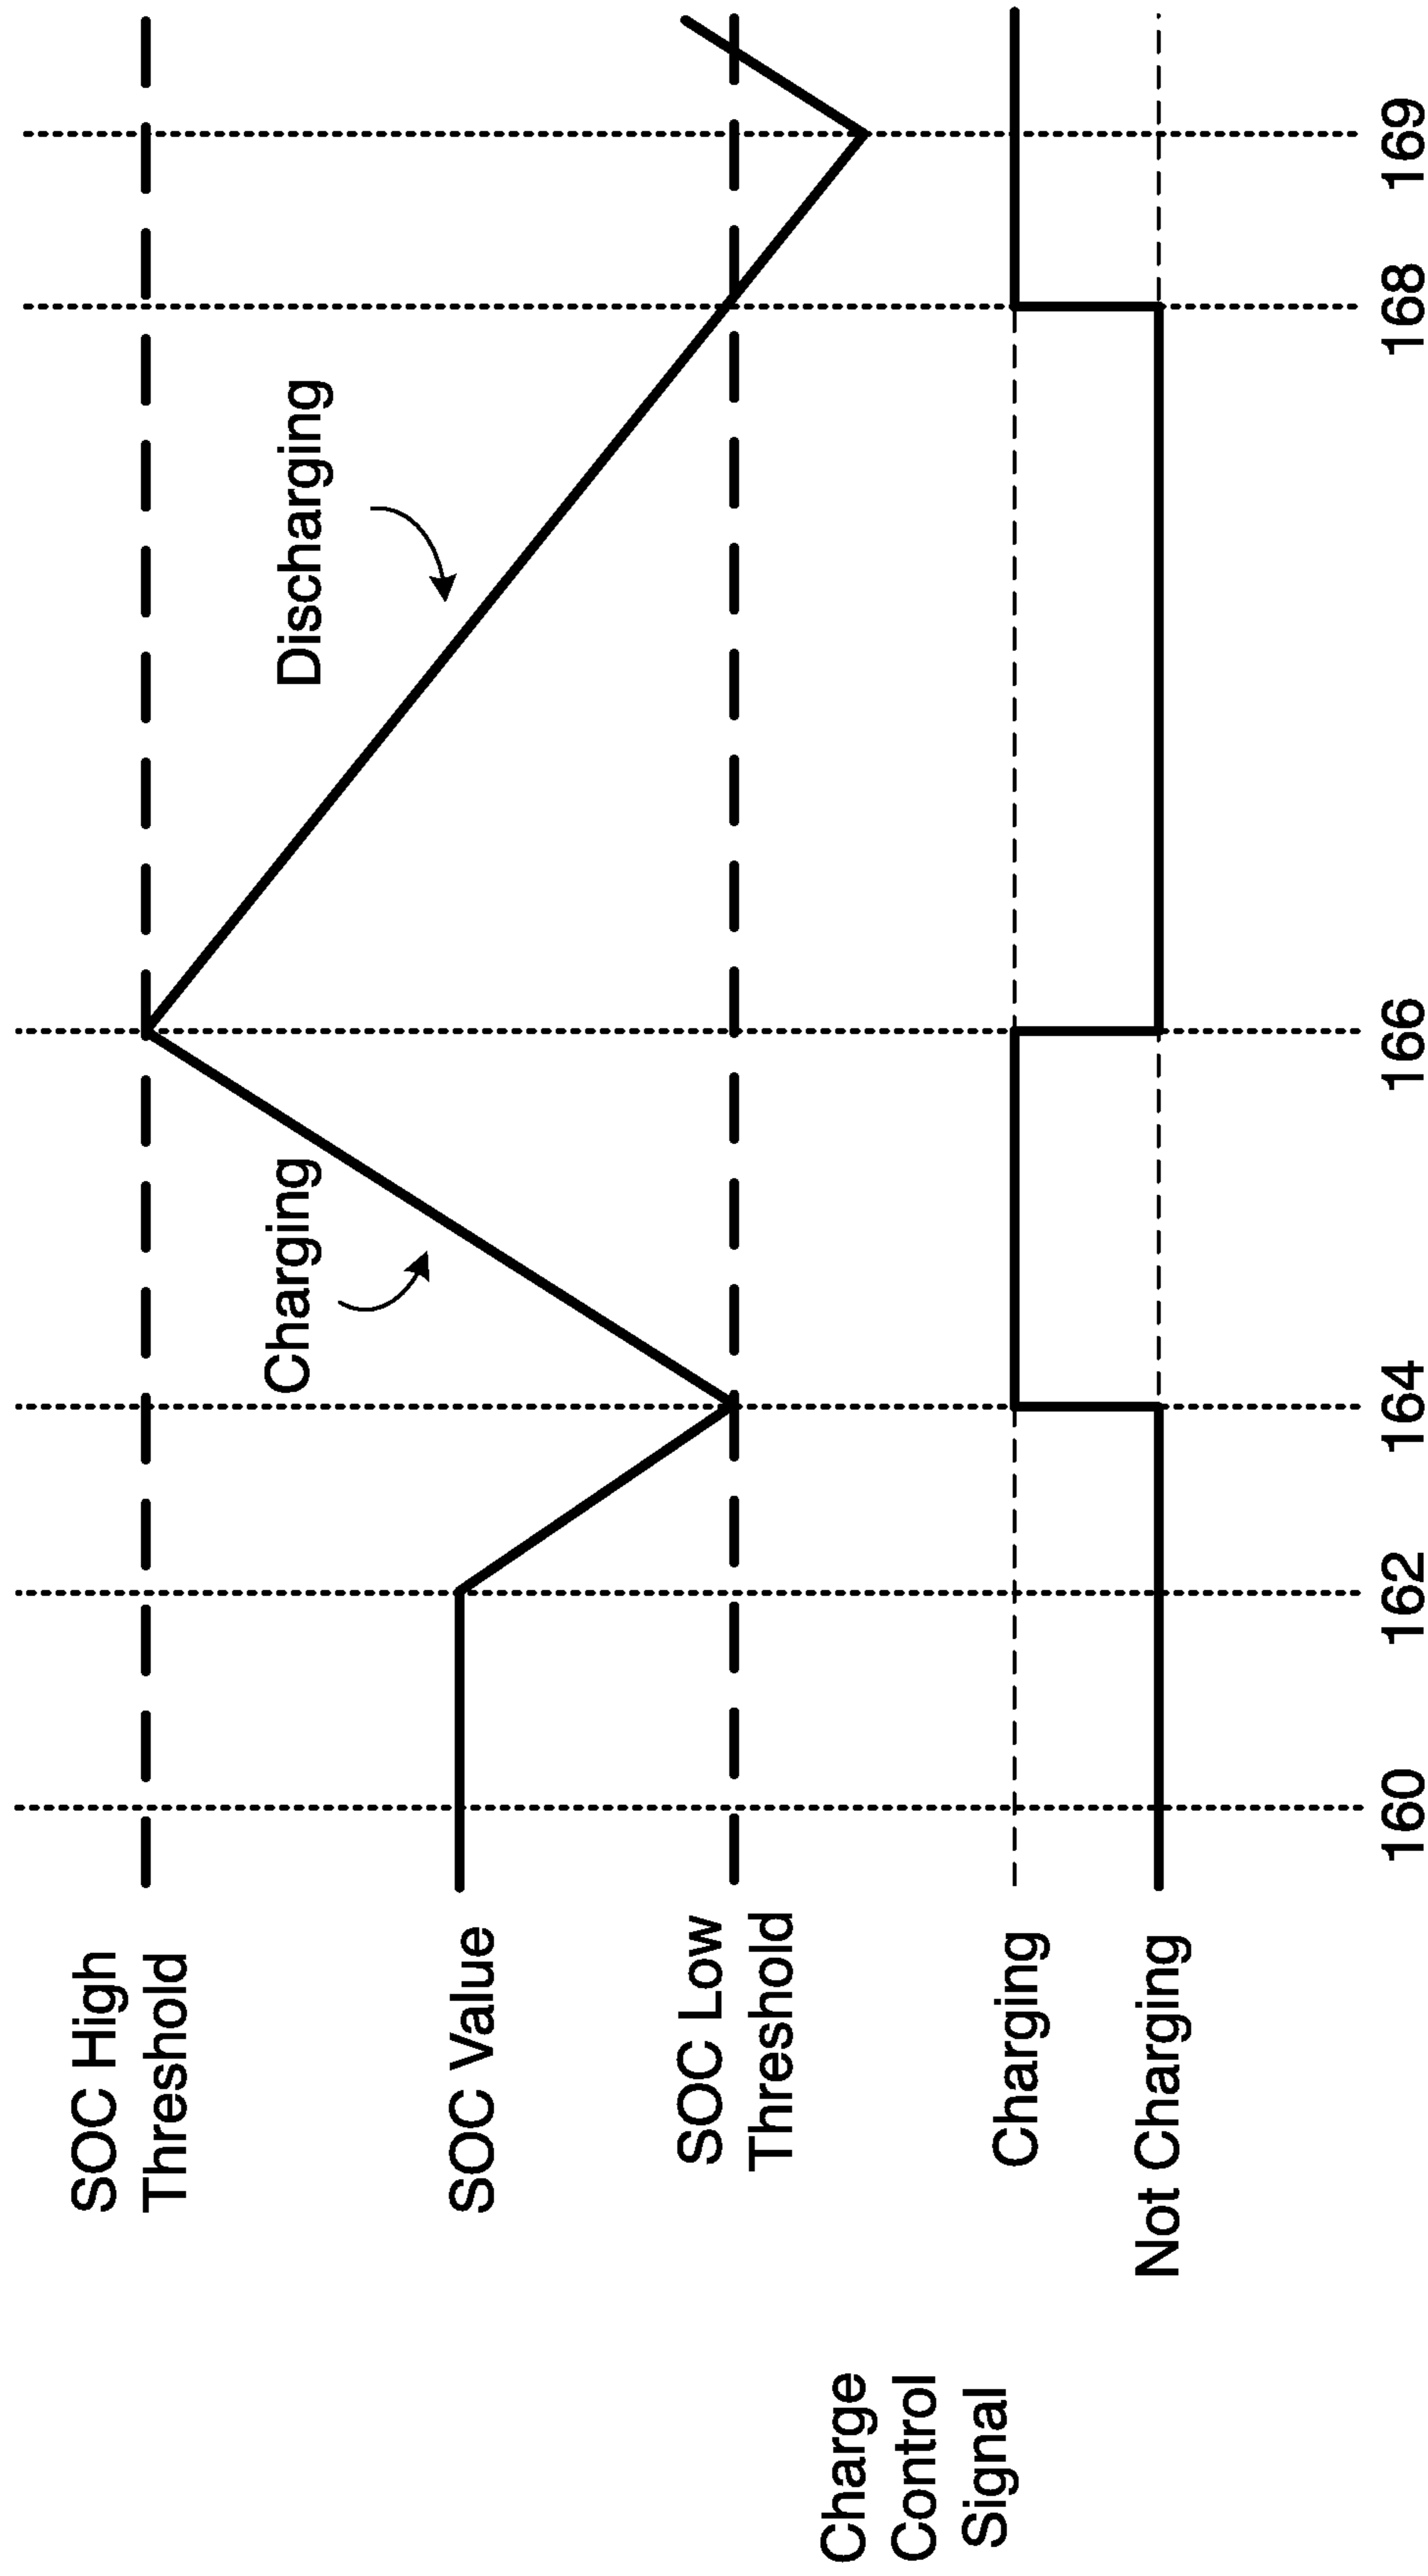 SOC High
Threshold
Charging
Discharging
SOC Value
SOC Low
Threshold
Charge
Control
Signal
Charging
Not Charging
160
162
164
166
168
169